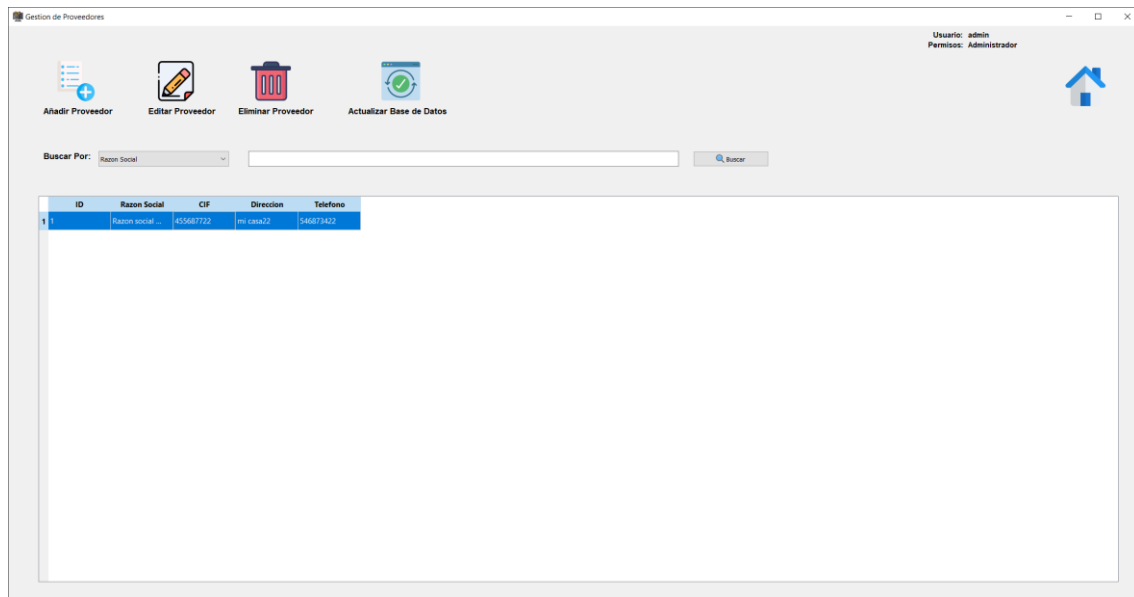 Gestion de Proveedores
Usuario: admin
Permisos: Administrador
Añadir Proveedor Editar Proveedor Eliminar Proveedor Actualizar Base de Datos
Buscar Por: Razon Social Buscar
ID Razon Social CIF Direccion Telefono
1 1 Razon social ... 455687722 mi casa22 546873422